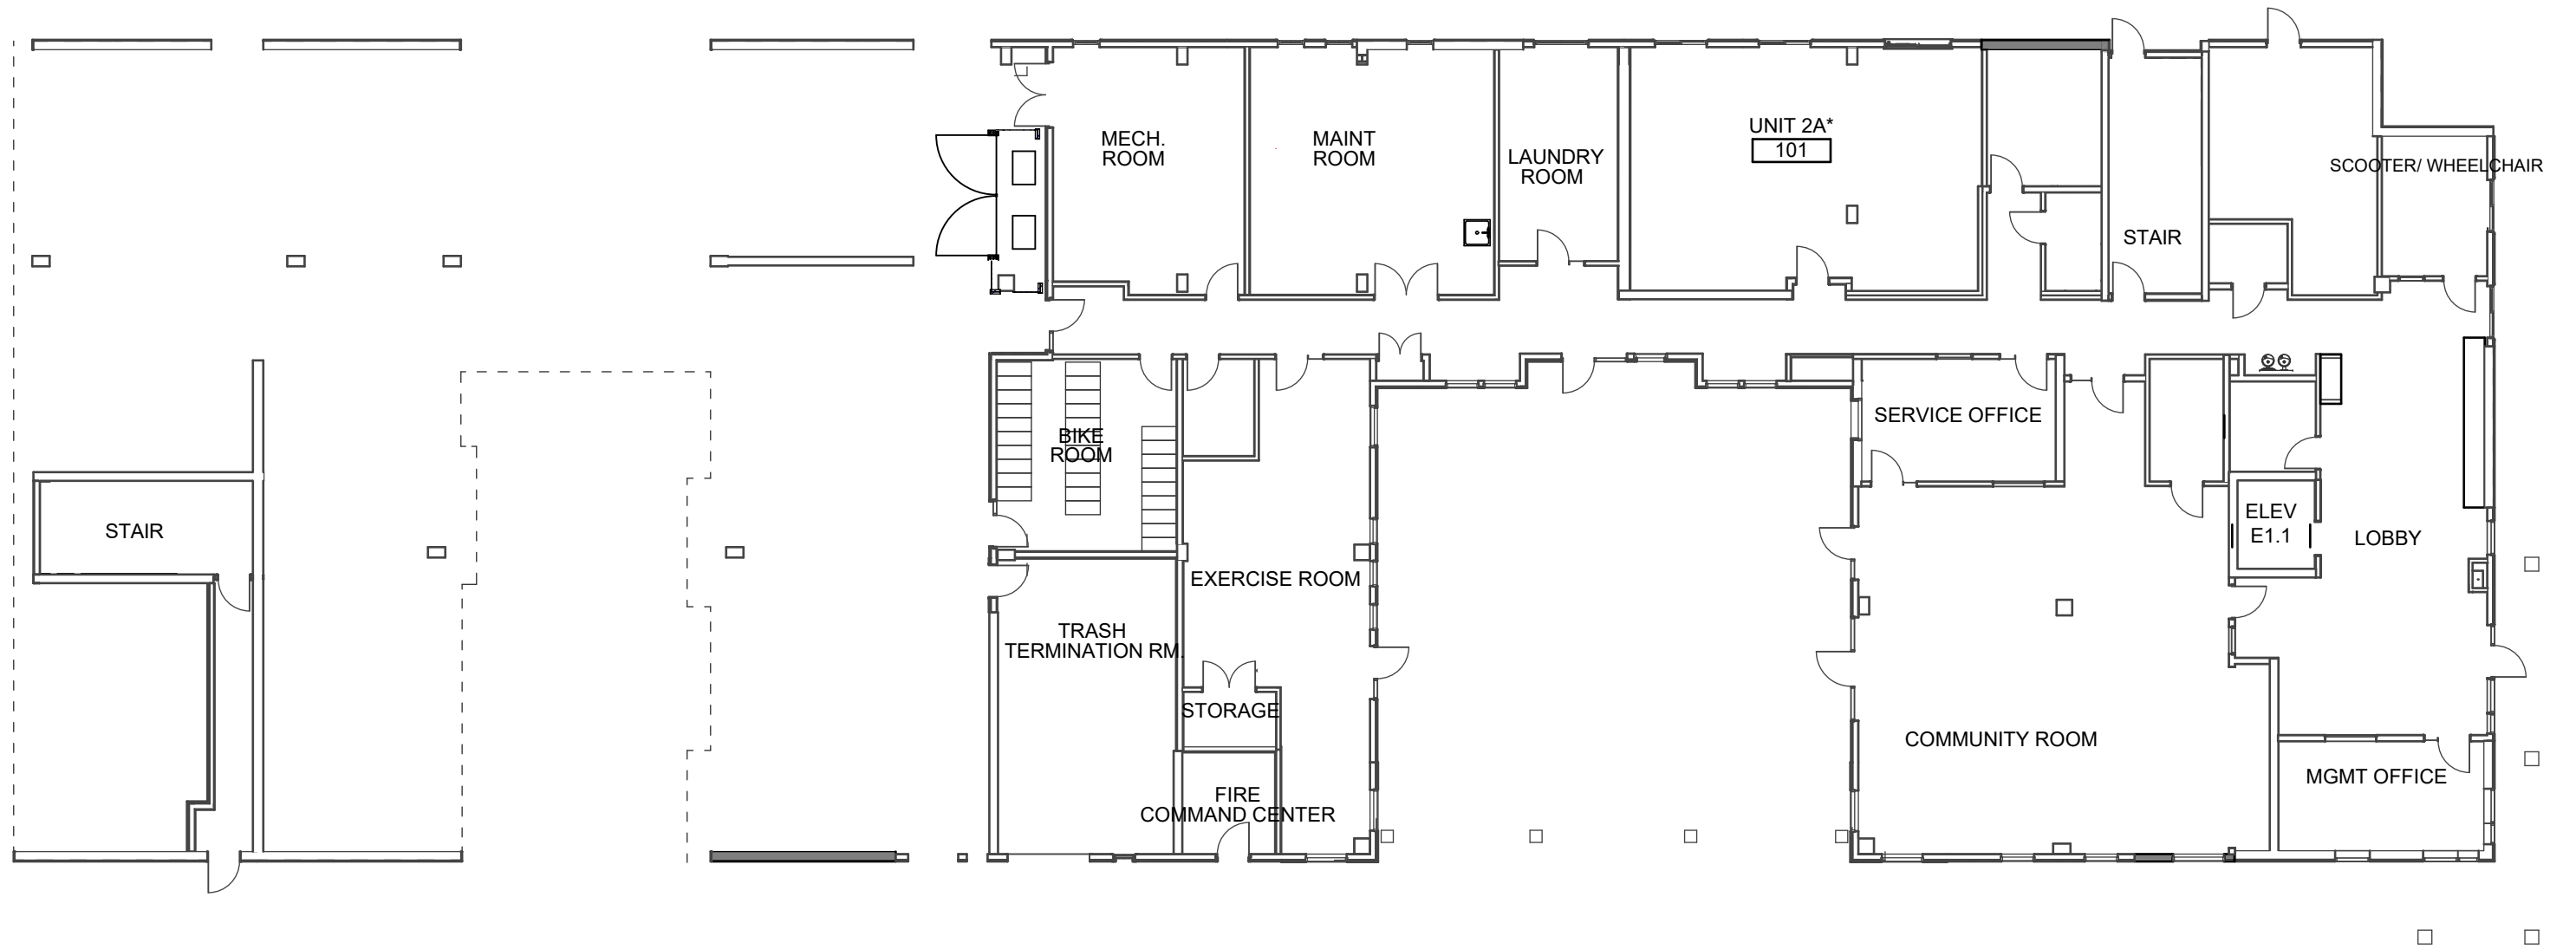 MECH.
ROOM
MAINT
ROOM
LAUNDRY
ROOM
UNIT 2A*
101
SCOOTER/ WHEELCHAIR
STAIR
BIKE
ROOM
SERVICE OFFICE
STAIR
ELEV
E1.1
LOBBY
EXERCISE ROOM
TRASH
TERMINATION RM.
STORAGE
COMMUNITY ROOM
MGMT OFFICE
FIRE
COMMAND CENTER